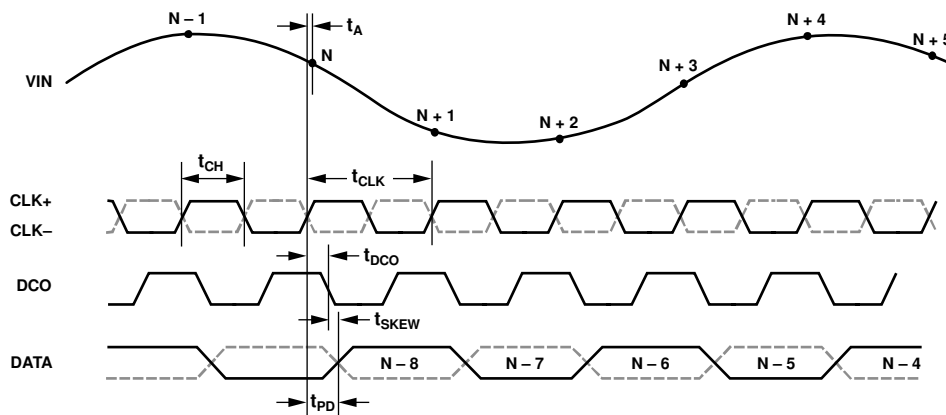 N – 1
t_A
N
N + 4
N + 5
N + 3
VIN
N + 1
N + 2
t_CH
t_CLK
CLK+
CLK–
t_DCO
DCO
t_SKEW
DATA
N – 8
N – 7
N – 6
N – 5
N – 4
t_PD